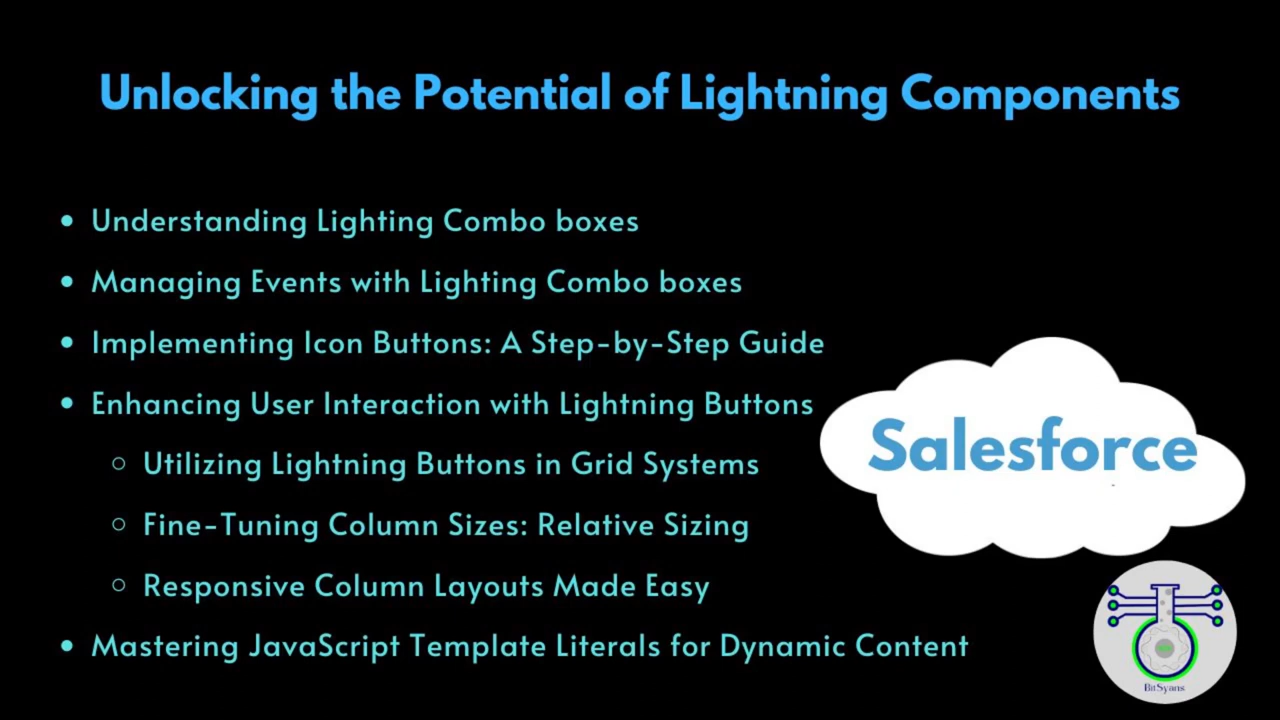 Unlocking the Potential of Lightning Components
Understanding Lighting Combo boxes
Managing Events with Lighting Combo boxes
Implementing Icon Buttons: A Step-by-Step Guide
Enhancing User Interaction with Lightning Buttons
Utilizing Lightning Buttons in Grid Systems
Fine-Tuning Column Sizes: Relative Sizing
Responsive Column Layouts Made Easy
Mastering JavaScript Template Literals for Dynamic Content
Salesforce
BitSyans